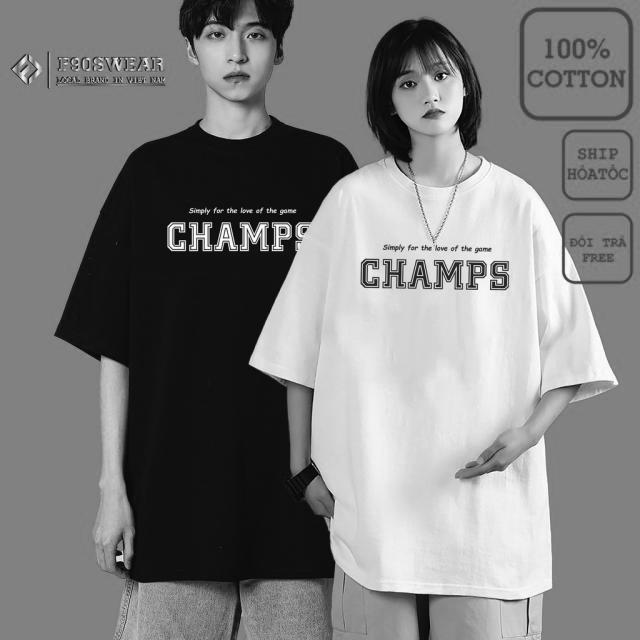 F90SWEAR
LOCAL BRAND IN VIET NAM
100%
COTTON
SHIP
HỎA TỐC
ĐỔI TRẢ
FREE
Simply for the love of the game
CHAMPS
Simply for the love of the game
CHAMPS